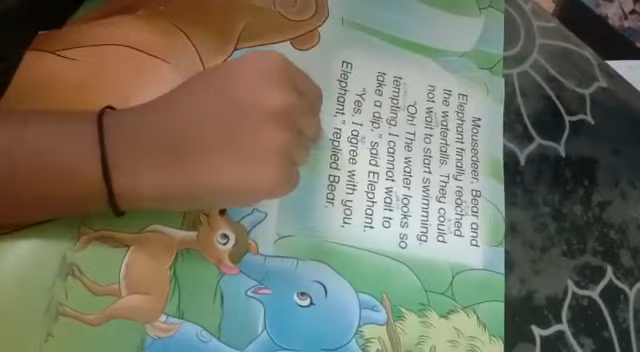 Mousedeer, Bear and
Elephant finally reached
the waterfalls. They could
not wait to start swimming.
"Oh! The water looks so
tempting. I cannot wait to
take a dip," said Elephant.
"Yes, I agree with you,
Elephant," replied Bear.